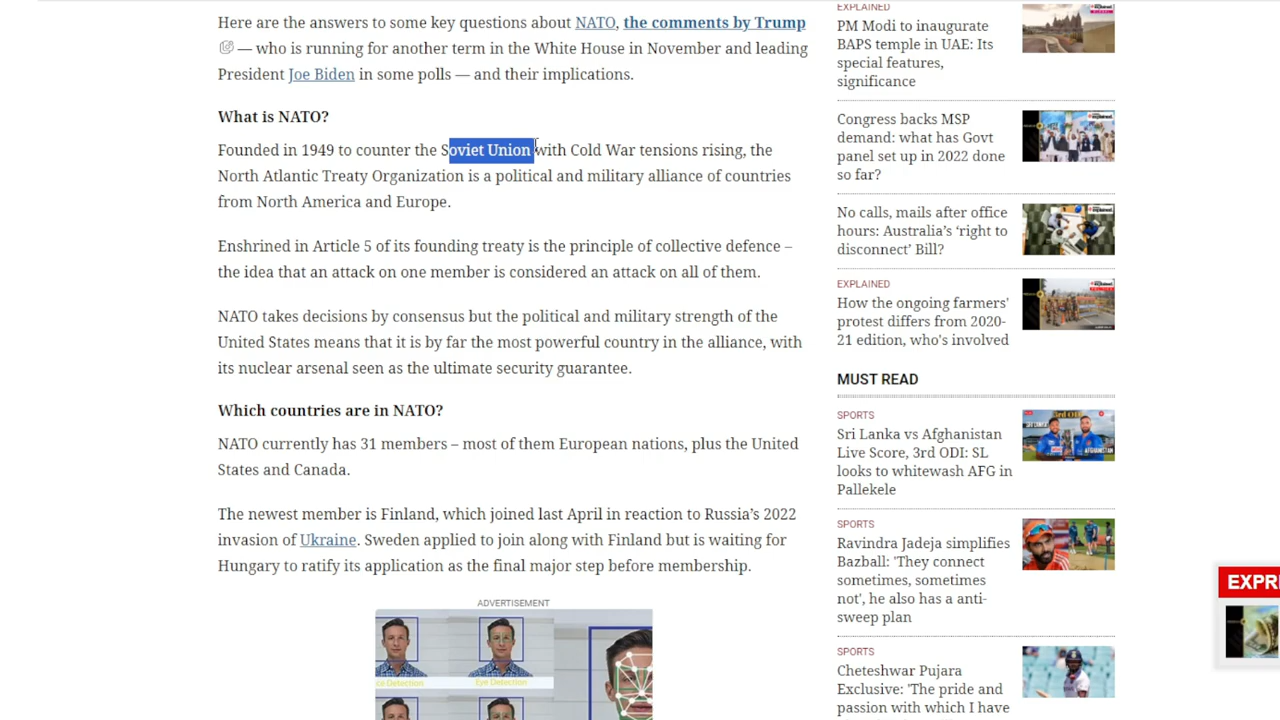 Here are the answers to some key questions about NATO, the comments by Trump
— who is running for another term in the White House in November and leading
President Joe Biden in some polls — and their implications.
What is NATO?
Founded in 1949 to counter the Soviet Union with Cold War tensions rising, the
North Atlantic Treaty Organization is a political and military alliance of countries
from North America and Europe.
Enshrined in Article 5 of its founding treaty is the principle of collective defence –
the idea that an attack on one member is considered an attack on all of them.
NATO takes decisions by consensus but the political and military strength of the
United States means that it is by far the most powerful country in the alliance, with
its nuclear arsenal seen as the ultimate security guarantee.
Which countries are in NATO?
NATO currently has 31 members – most of them European nations, plus the United
States and Canada.
The newest member is Finland, which joined last April in reaction to Russia’s 2022
invasion of Ukraine. Sweden applied to join along with Finland but is waiting for
Hungary to ratify its application as the final major step before membership.
ADVERTISEMENT
ce Detection
Eye Detection
EXPLAINED
PM Modi to inaugurate
BAPS temple in UAE: Its
special features,
significance
Congress backs MSP
demand: what has Govt
panel set up in 2022 done
so far?
No calls, mails after office
hours: Australia’s ‘right to
disconnect’ Bill?
EXPLAINED
How the ongoing farmers'
protest differs from 2020-
21 edition, who's involved
MUST READ
SPORTS
Sri Lanka vs Afghanistan
Live Score, 3rd ODI: SL
looks to whitewash AFG in
Pallekele
SPORTS
Ravindra Jadeja simplifies
Bazball: 'They connect
sometimes, sometimes
not', he also has a anti-
sweep plan
SPORTS
Cheteshwar Pujara
Exclusive: 'The pride and
passion with which I have
EXPR